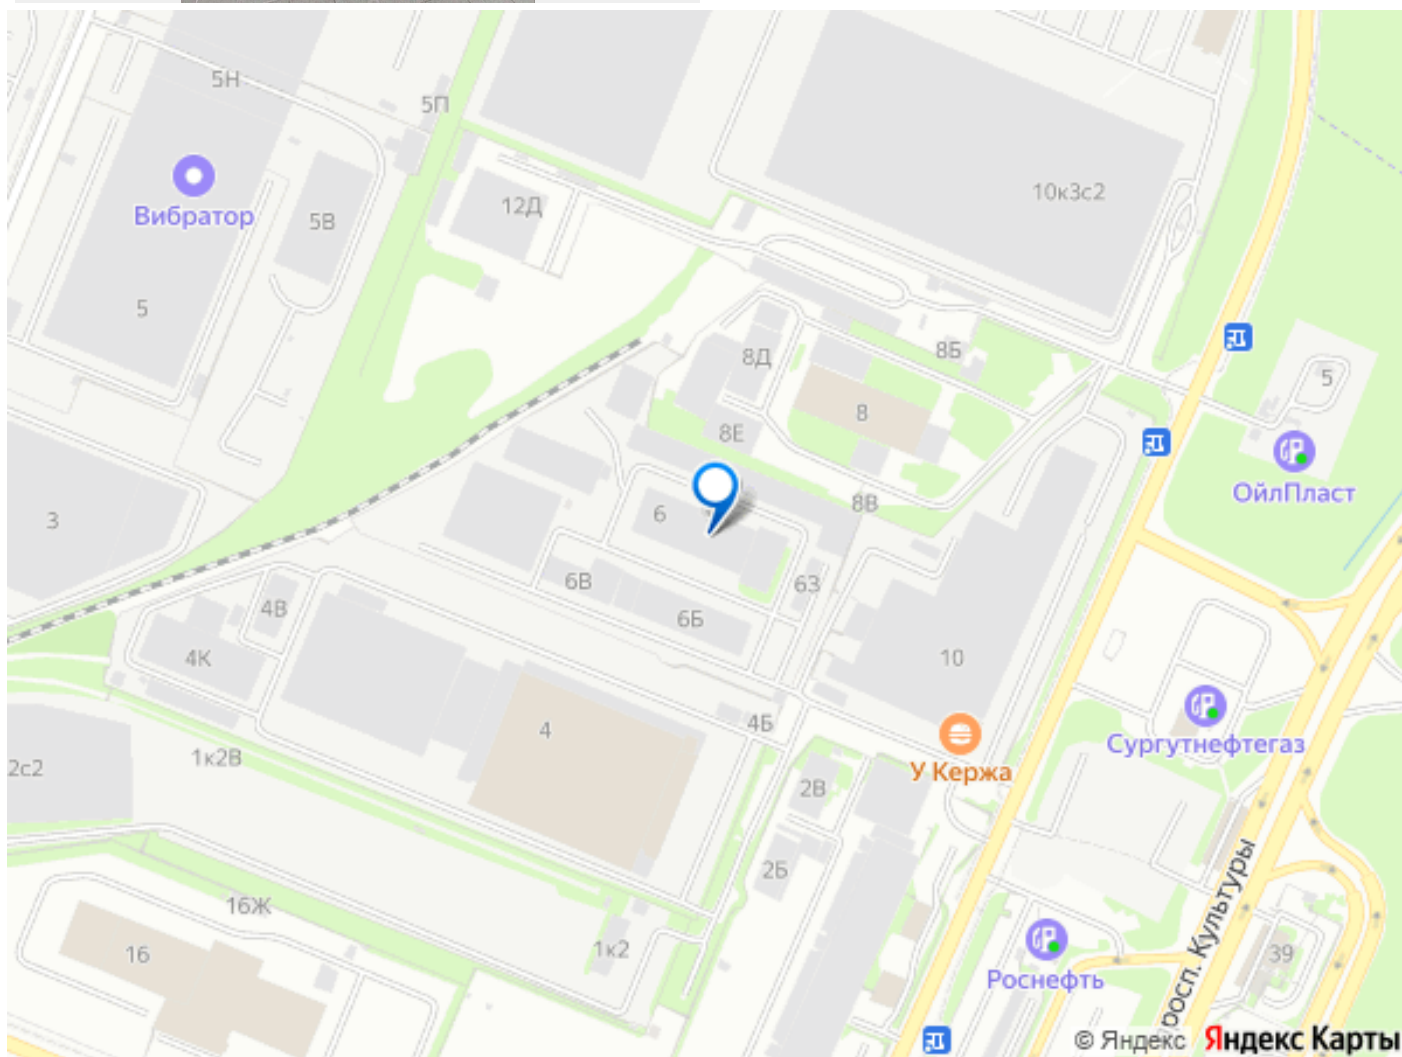 5Н
5П
Вибратор
5В
12Д
10к3с2
5
8Д
8Б
5
8
8Е
ОйлПласт
3
6
8В
6В
63
4В
6Б
4К
10
4
4Б
Сургутнефтегаз
1к2В
2с2
У Кержа
2В
2Б
16Ж
1к2
16
Роснефть
росп. Культуры
39
© Яндекс Яндекс Карты